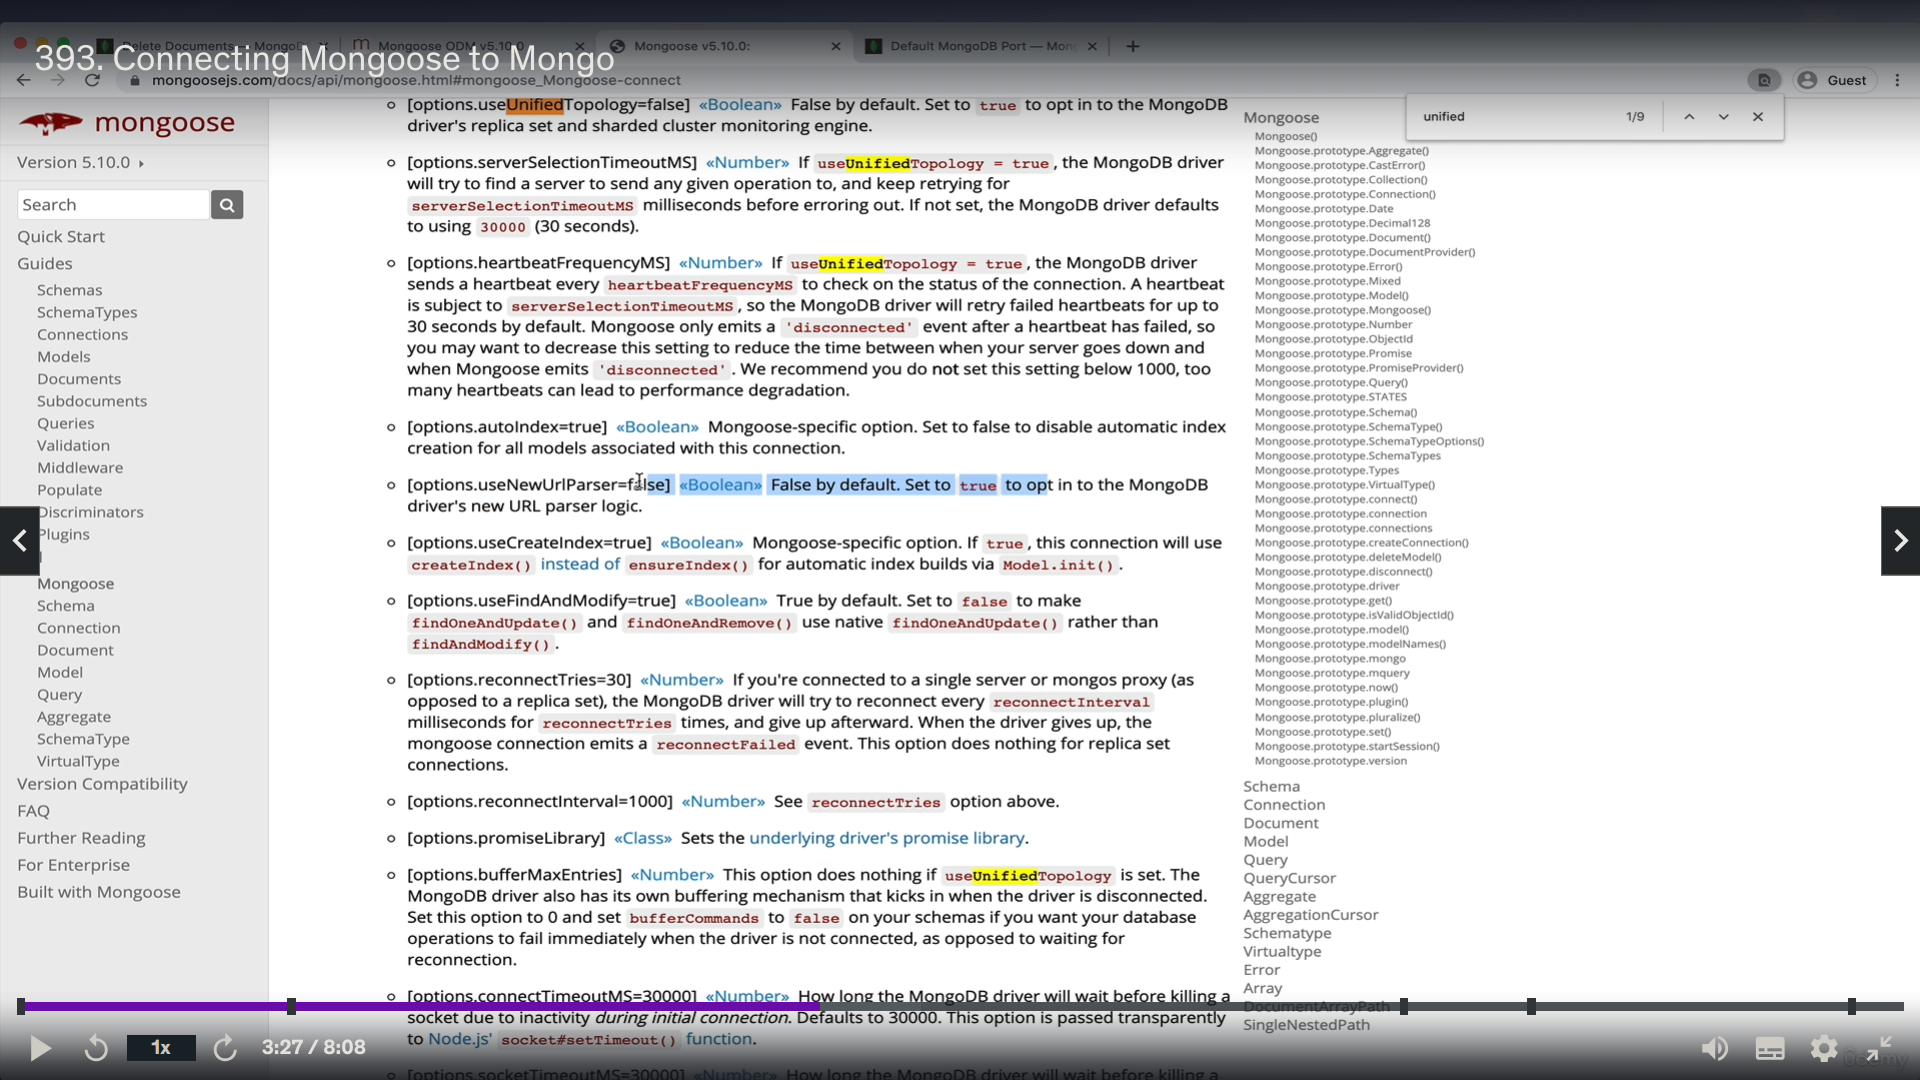 393. Connecting Mongoose to Mongo
Delete Documents — Mongo
Mongoose ODM v5.10.0
Mongoose v5.10.0:
Default MongoDB Port — Mon
mongoosejs.com/docs/api/mongoose.html#mongoose_Mongoose-connect
Guest
unified
1/9
mongoose
Version 5.10.0
Search
Quick Start
Guides
Schemas
SchemaTypes
Connections
Models
Documents
Subdocuments
Queries
Validation
Middleware
Populate
Discriminators
Plugins
Mongoose
Schema
Connection
Document
Model
Query
Aggregate
SchemaType
VirtualType
Version Compatibility
FAQ
Further Reading
For Enterprise
Built with Mongoose
[options.useUnifiedTopology=false] «Boolean» False by default. Set to true to opt in to the MongoDB
driver's replica set and sharded cluster monitoring engine.
[options.serverSelectionTimeoutMS] «Number» If useUnifiedTopology = true, the MongoDB driver
will try to find a server to send any given operation to, and keep retrying for
serverSelectionTimeoutMS milliseconds before erroring out. If not set, the MongoDB driver defaults
to using 30000 (30 seconds).
[options.heartbeatFrequencyMS] «Number» If useUnifiedTopology = true, the MongoDB driver
sends a heartbeat every heartbeatFrequencyMS to check on the status of the connection. A heartbeat
is subject to serverSelectionTimeoutMS, so the MongoDB driver will retry failed heartbeats for up to
30 seconds by default. Mongoose only emits a 'disconnected' event after a heartbeat has failed, so
you may want to decrease this setting to reduce the time between when your server goes down and
when Mongoose emits 'disconnected'. We recommend you do not set this setting below 1000, too
many heartbeats can lead to performance degradation.
[options.autoIndex=true] «Boolean» Mongoose-specific option. Set to false to disable automatic index
creation for all models associated with this connection.
[options.useNewUrlParser=false] «Boolean» False by default. Set to true to opt in to the MongoDB
driver's new URL parser logic.
[options.useCreateIndex=true] «Boolean» Mongoose-specific option. If true, this connection will use
createIndex() instead of ensureIndex() for automatic index builds via Model.init().
[options.useFindAndModify=true] «Boolean» True by default. Set to false to make
findOneAndUpdate() and findOneAndRemove() use native findOneAndUpdate() rather than
findAndModify().
[options.reconnectTries=30] «Number» If you're connected to a single server or mongos proxy (as
opposed to a replica set), the MongoDB driver will try to reconnect every reconnectInterval
milliseconds for reconnectTries times, and give up afterward. When the driver gives up, the
mongoose connection emits a reconnectFailed event. This option does nothing for replica set
connections.
[options.reconnectInterval=1000] «Number» See reconnectTries option above.
[options.promiseLibrary] «Class» Sets the underlying driver's promise library.
[options.bufferMaxEntries] «Number» This option does nothing if useUnifiedTopology is set. The
MongoDB driver also has its own buffering mechanism that kicks in when the driver is disconnected.
Set this option to 0 and set bufferCommands to false on your schemas if you want your database
operations to fail immediately when the driver is not connected, as opposed to waiting for
reconnection.
[options.connectTimeoutMS=30000] «Number» How long the MongoDB driver will wait before killing a
socket due to inactivity during initial connection. Defaults to 30000. This option is passed transparently
to Node.js' socket#setTimeout() function.
[options.socketTimeoutMS=30000] «Number» How long the MongoDB driver will wait before killing a
Mongoose
Mongoose()
Mongoose.prototype.Aggregate()
Mongoose.prototype.CastError()
Mongoose.prototype.Collection()
Mongoose.prototype.Connection()
Mongoose.prototype.Date
Mongoose.prototype.Decimal128
Mongoose.prototype.Document()
Mongoose.prototype.DocumentProvider()
Mongoose.prototype.Error()
Mongoose.prototype.Mixed
Mongoose.prototype.Model()
Mongoose.prototype.Mongoose()
Mongoose.prototype.Number
Mongoose.prototype.ObjectId
Mongoose.prototype.Promise
Mongoose.prototype.PromiseProvider()
Mongoose.prototype.Query()
Mongoose.prototype.STATES
Mongoose.prototype.Schema()
Mongoose.prototype.SchemaType()
Mongoose.prototype.SchemaTypeOptions()
Mongoose.prototype.SchemaTypes
Mongoose.prototype.Types
Mongoose.prototype.VirtualType()
Mongoose.prototype.connect()
Mongoose.prototype.connection
Mongoose.prototype.connections
Mongoose.prototype.createConnection()
Mongoose.prototype.deleteModel()
Mongoose.prototype.disconnect()
Mongoose.prototype.driver
Mongoose.prototype.get()
Mongoose.prototype.isValidObjectId()
Mongoose.prototype.model()
Mongoose.prototype.modelNames()
Mongoose.prototype.mongo
Mongoose.prototype.mquery
Mongoose.prototype.now()
Mongoose.prototype.plugin()
Mongoose.prototype.pluralize()
Mongoose.prototype.set()
Mongoose.prototype.startSession()
Mongoose.prototype.version
Schema
Connection
Document
Model
Query
QueryCursor
Aggregate
AggregationCursor
Schematype
Virtualtype
Error
Array
DocumentArrayPath
SingleNestedPath
1x
3:27 / 8:08
Udemy